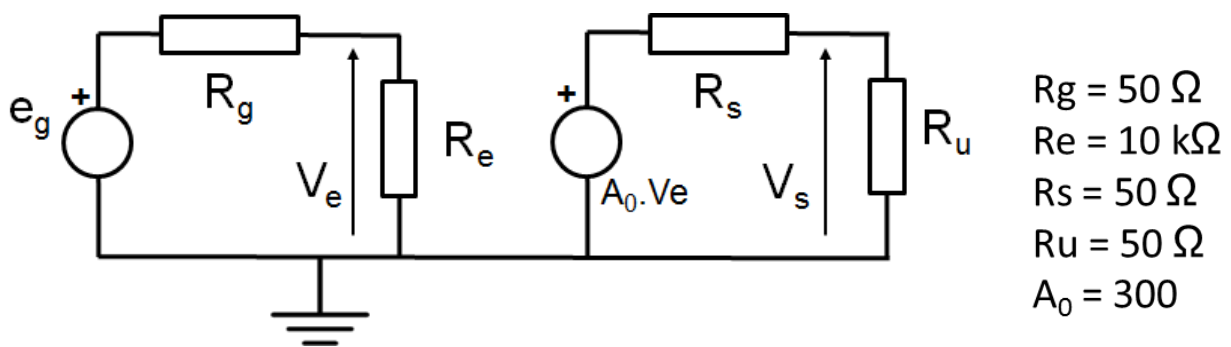 e_g
+
R_g
V_e
R_e
+
A_0.Ve
R_s
V_s
R_u
Rg = 50 Ω
Re = 10 kΩ
Rs = 50 Ω
Ru = 50 Ω
A_0 = 300